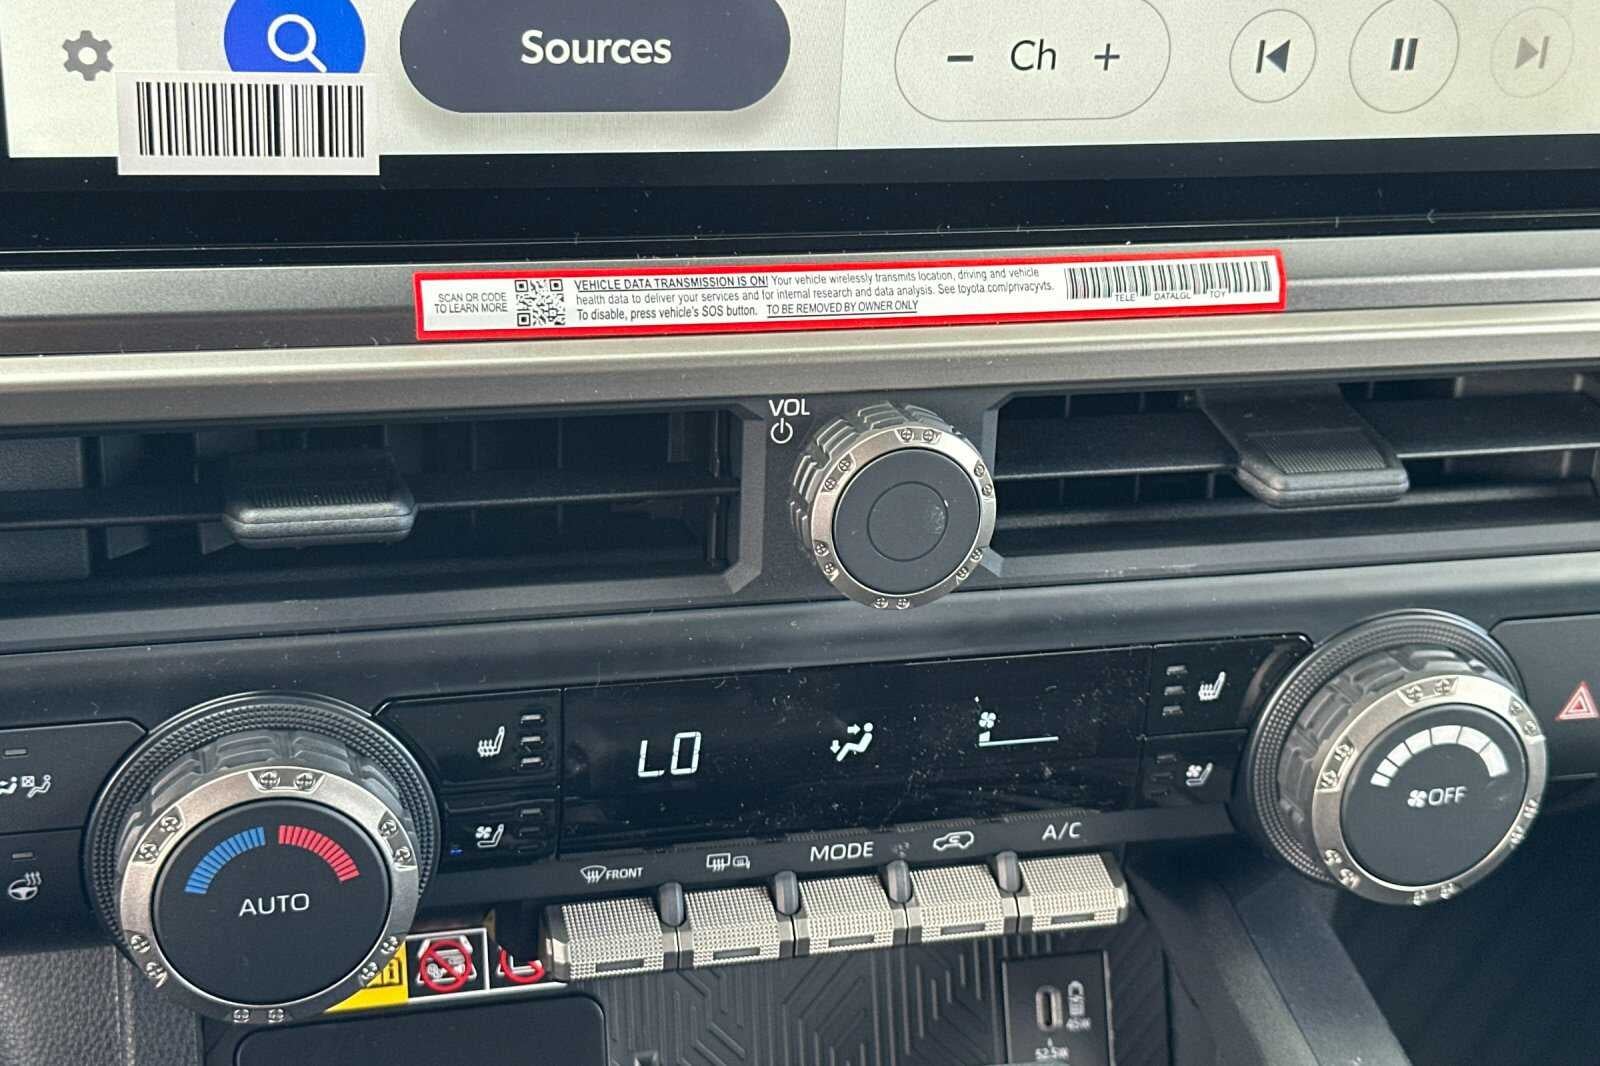 Sources
− Ch +
SCAN QR CODE
TO LEARN MORE
VEHICLE DATA TRANSMISSION IS ON! Your vehicle wirelessly transmits location, driving and vehicle
health data to deliver your services and for internal research and data analysis. See toyota.com/privacyvts.
To disable, press vehicle's SOS button. TO BE REMOVED BY OWNER ONLY
TELE DATALGL TOY
VOL
LO
OFF
AUTO
FRONT
MODE
A/C
45W
52.5W